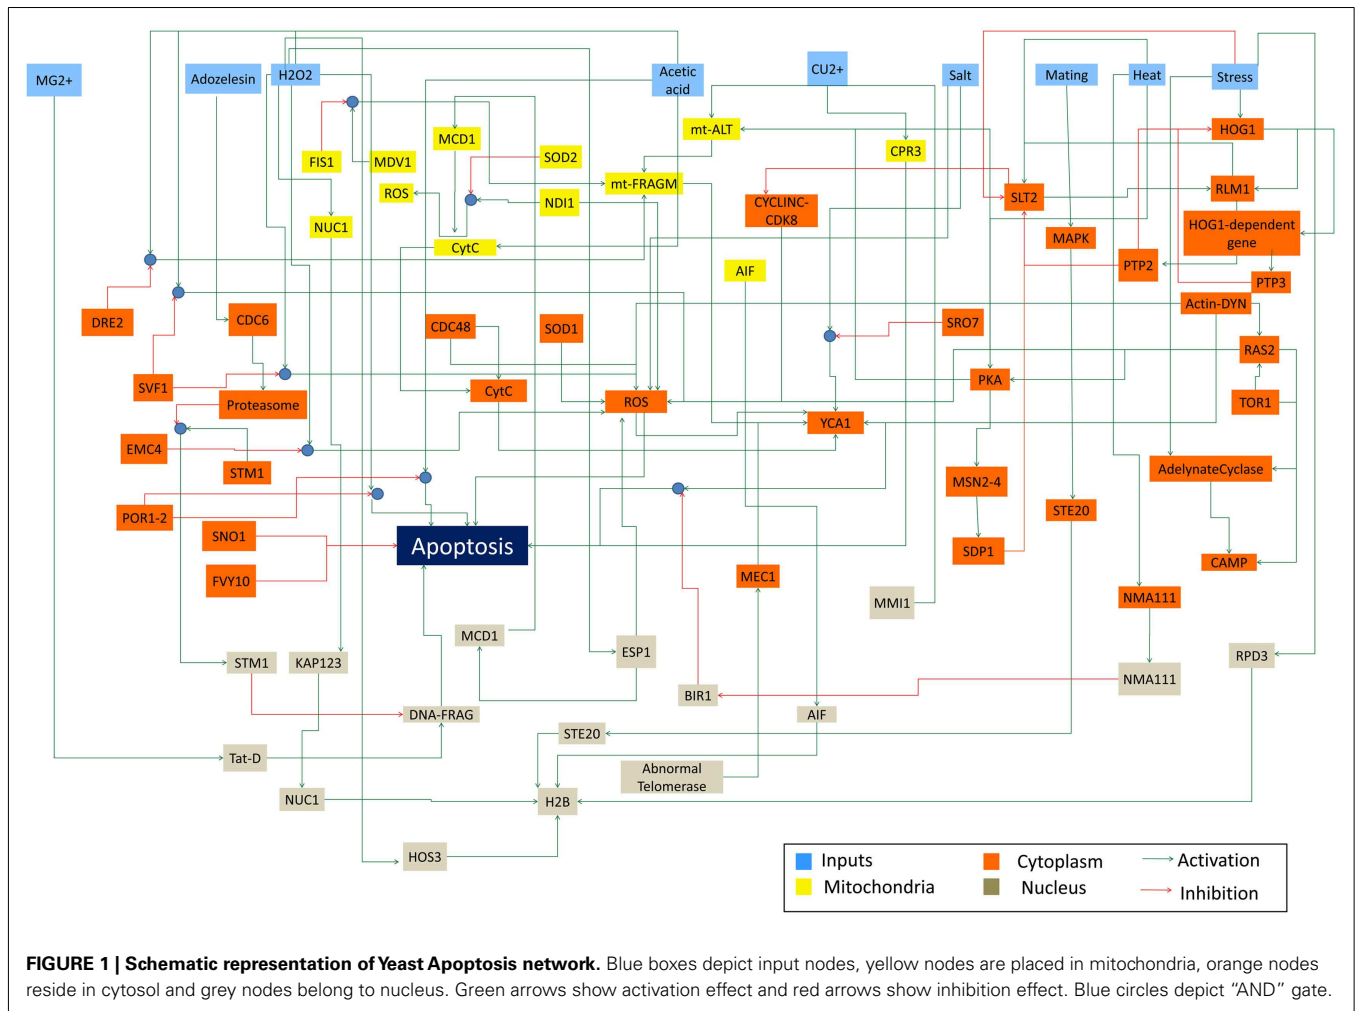 MG2+
Adozelesin
H2O2
Acetic
acid
CU2+
Salt
Mating
Heat
Stress
FIS1
MDV1
MCD1
SOD2
mt-ALT
CPR3
HOG1
ROS
NDI1
mt-FRAGM
CYCLINC-
CDK8
SLT2
RLM1
NUC1
CytC
AIF
MAPK
HOG1-dependent
gene
PTP2
PTP3
DRE2
CDC6
CDC48
SOD1
SRO7
Actin-DYN
RAS2
SVF1
Proteasome
CytC
ROS
PKA
TOR1
EMC4
STM1
YCA1
AdelynateCyclase
MSN2-4
POR1-2
STE20
SNO1
Apoptosis
SDP1
CAMP
FVY10
MEC1
MMI1
NMA111
MCD1
STM1
KAP123
ESP1
RPD3
BIR1
NMA111
DNA-FRAG
AIF
Tat-D
STE20
Abnormal
Telomerase
NUC1
H2B
HOS3
Inputs
Cytoplasm
Activation
Mitochondria
Nucleus
Inhibition
FIGURE 1 | Schematic representation of Yeast Apoptosis network. Blue boxes depict input nodes, yellow nodes are placed in mitochondria, orange nodes
reside in cytosol and grey nodes belong to nucleus. Green arrows show activation effect and red arrows show inhibition effect. Blue circles depict “AND” gate.